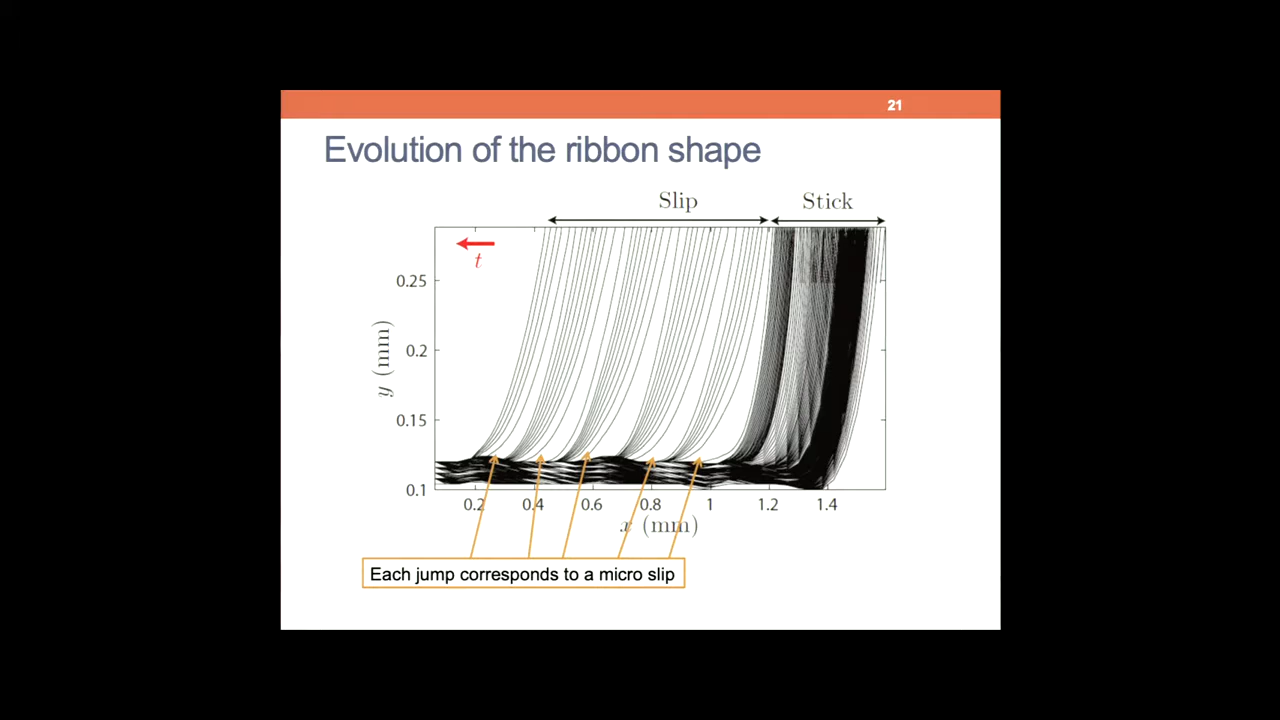 21
Evolution of the ribbon shape
Slip
Stick
t
0.25
0.2
0.15
0.1
y (mm)
0.2 0.4 0.6 0.8 1 1.2 1.4
x (mm)
Each jump corresponds to a micro slip